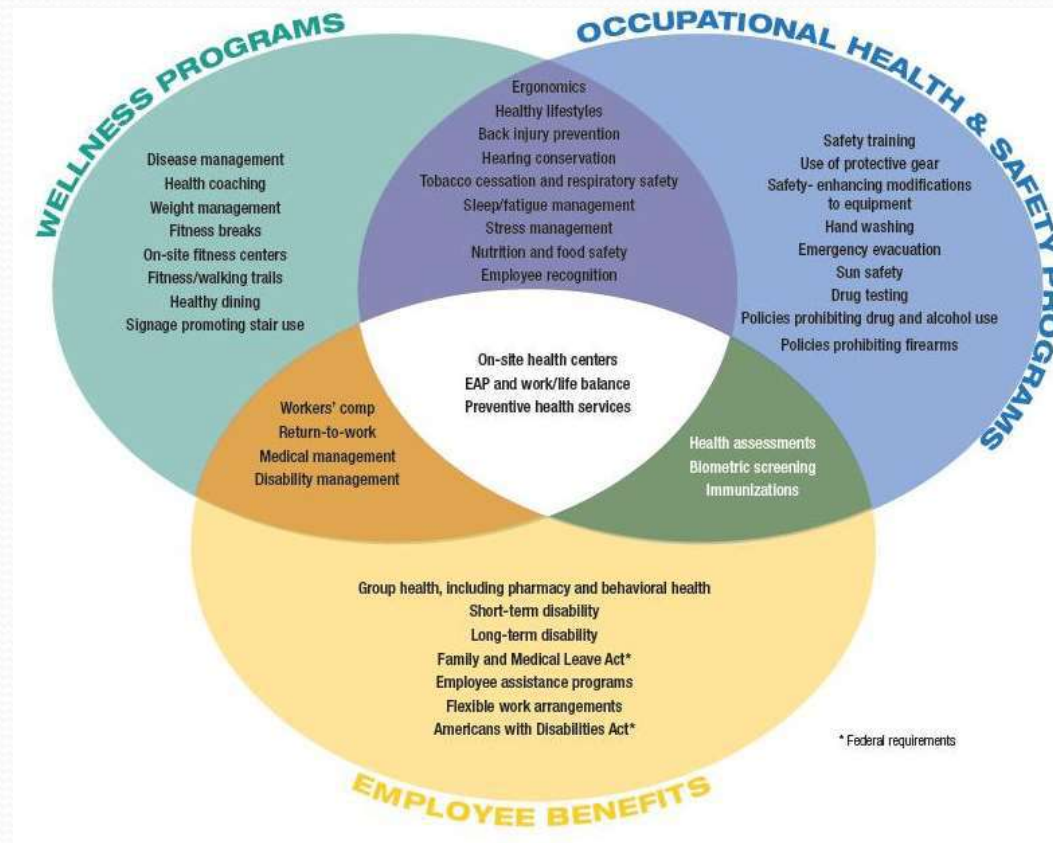 WELLNESS PROGRAMS
OCCUPATIONAL HEALTH & SAFETY PROGRAMS
Disease management
Health coaching
Weight management
Fitness breaks
On-site fitness centers
Fitness/walking trails
Healthy dining
Signage promoting stair use
Ergonomics
Healthy lifestyles
Back injury prevention
Hearing conservation
Tobacco cessation and respiratory safety
Sleep/fatigue management
Stress management
Nutrition and food safety
Employee recognition
Safety training
Use of protective gear
Safety- enhancing modifications
to equipment
Hand washing
Emergency evacuation
Sun safety
Drug testing
Policies prohibiting drug and alcohol use
Policies prohibiting firearms
On-site health centers
EAP and work/life balance
Preventive health services
Workers' comp
Return-to-work
Medical management
Disability management
Health assessments
Biometric screening
Immunizations
Group health, including pharmacy and behavioral health
Short-term disability
Long-term disability
Family and Medical Leave Act*
Employee assistance programs
Flexible work arrangements
Americans with Disabilities Act*
* Federal requirements
EMPLOYEE BENEFITS